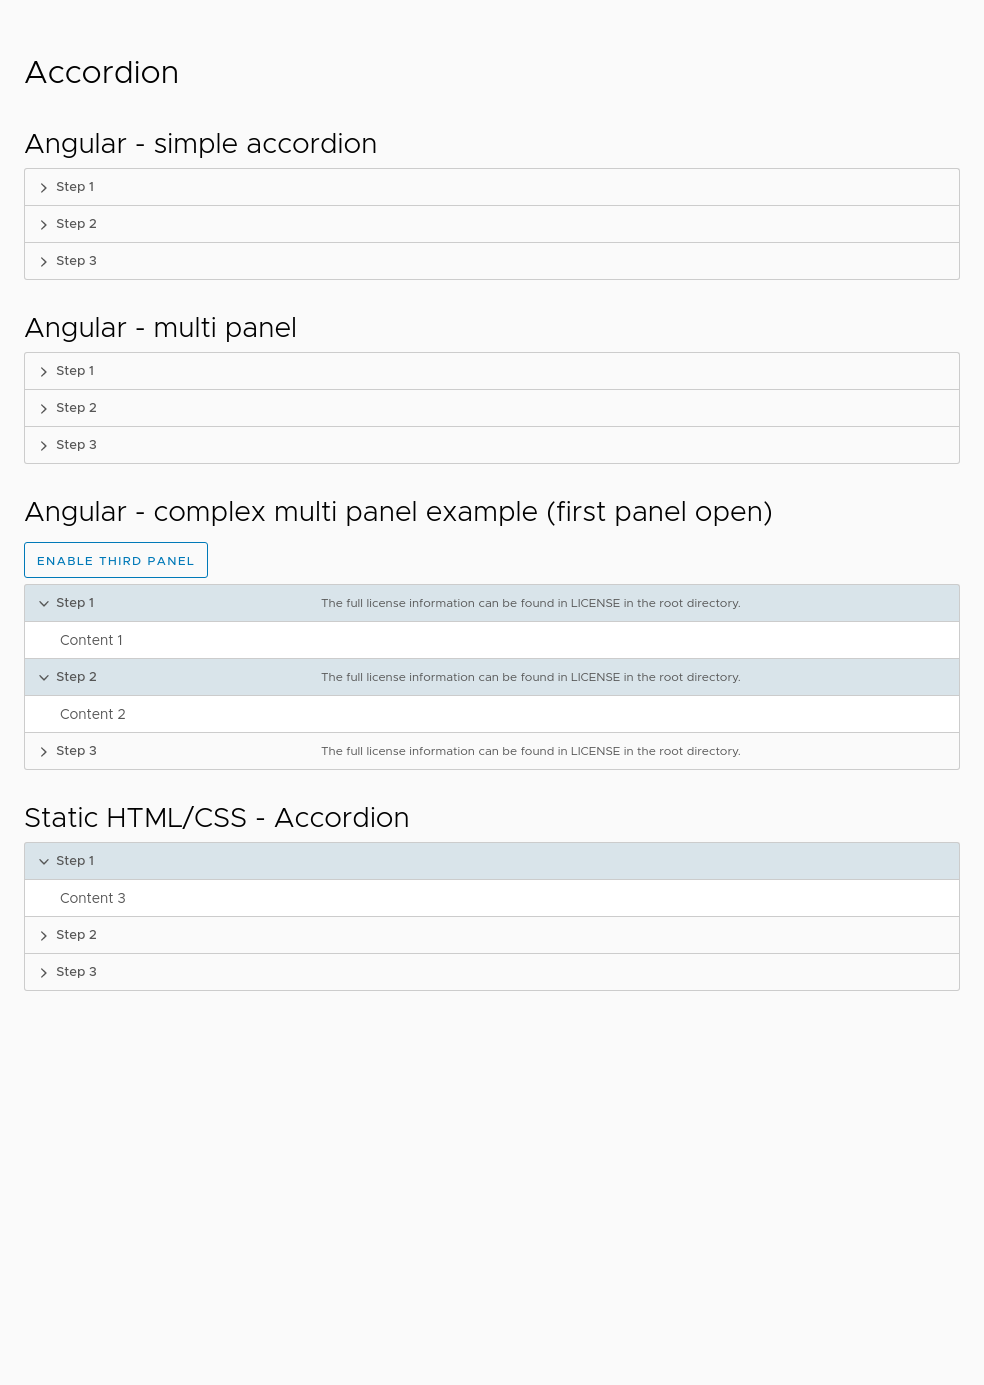 Accordion
Angular - simple accordion
Step 1
Step 2
Step 3
Angular - multi panel
Step 1
Step 2
Step 3
Angular - complex multi panel example (first panel open)
ENABLE THIRD PANEL
Step 1 The full license information can be found in LICENSE in the root directory.
Content 1
Step 2 The full license information can be found in LICENSE in the root directory.
Content 2
Step 3 The full license information can be found in LICENSE in the root directory.
Static HTML/CSS - Accordion
Step 1
Content 3
Step 2
Step 3